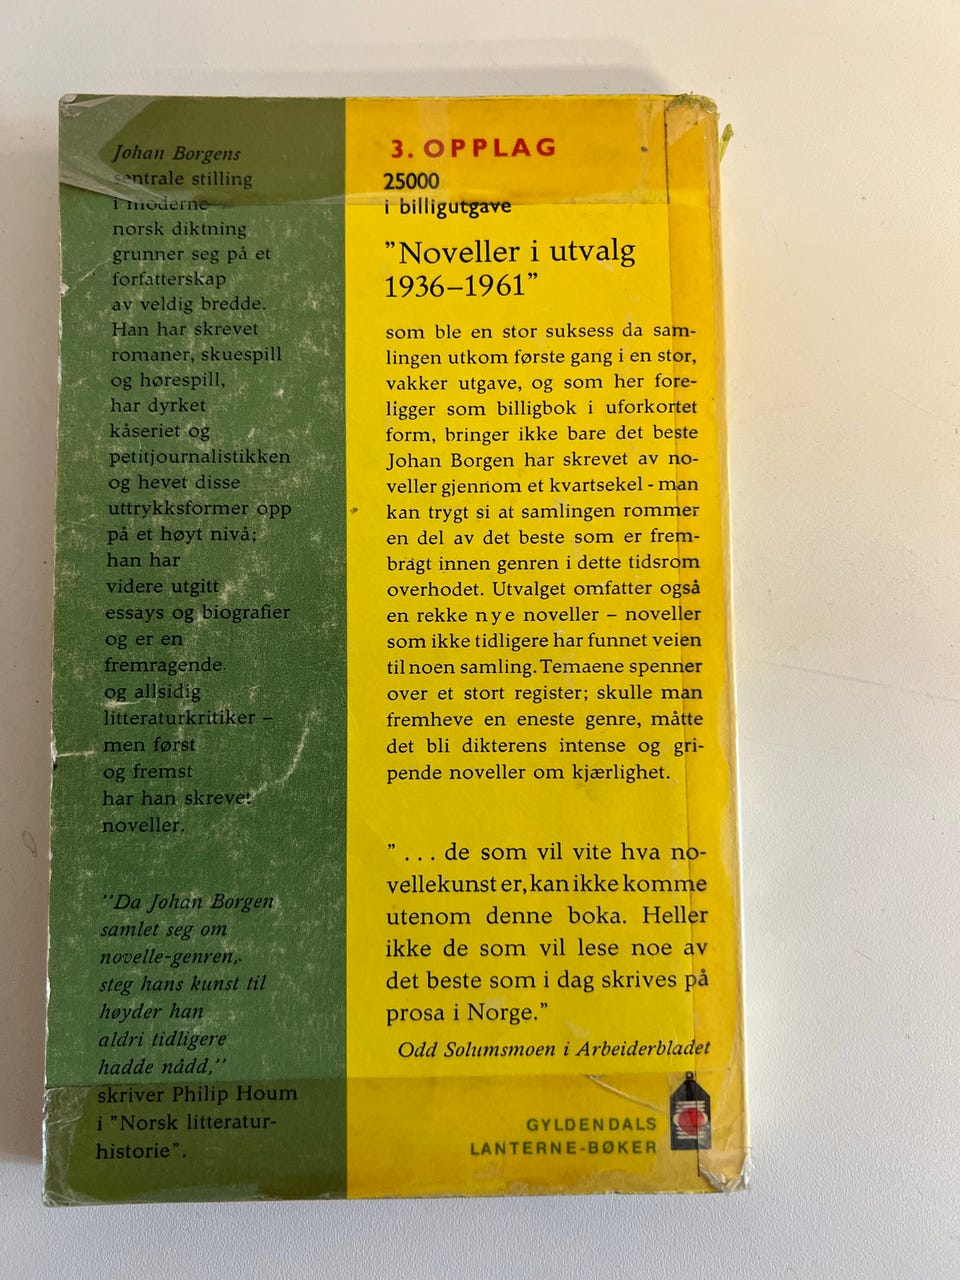 Johan Borgens
sentrale stilling
i moderne
norsk diktning
grunner seg på et
forfatterskap
av veldig bredde.
Han har skrevet
romaner, skuespill
og hørespill,
har dyrket
kåseriet og
petitjournalistikken
og hevet disse
uttrykksformer opp
på et høyt nivå;
han har
videre utgitt
essays og biografier
og er en
fremragende
og allsidig
litteraturkritiker –
men først
og fremst
har han skrevet
noveller.
"Da Johan Borgen
samlet seg om
novelle-genren,
steg hans kunst til
høyder han
aldri tidligere
hadde nådd,"
skriver Philip Houm
i "Norsk litteratur-
historie".
3. OPPLAG
25000
i billigutgave
"Noveller i utvalg
1936–1961"
som ble en stor suksess da sam-
lingen utkom første gang i en stor,
vakker utgave, og som her fore-
ligger som billigbok i uforkortet
form, bringer ikke bare det beste
Johan Borgen har skrevet av no-
veller gjennom et kvartsekel - man
kan trygt si at samlingen rommer
en del av det beste som er frem-
bragt innen genren i dette tidsrom
overhodet. Utvalget omfatter også
en rekke nye noveller – noveller
som ikke tidligere har funnet veien
til noen samling. Temaene spenner
over et stort register; skulle man
fremheve en eneste genre, måtte
det bli dikterens intense og gri-
pende noveller om kjærlighet.
" . . . de som vil vite hva no-
vellekunst er, kan ikke komme
utenom denne boka. Heller
ikke de som vil lese noe av
det beste som i dag skrives på
prosa i Norge."
Odd Solumsmoen i Arbeiderbladet
GYLDENDALS
LANTERNE-BØKER